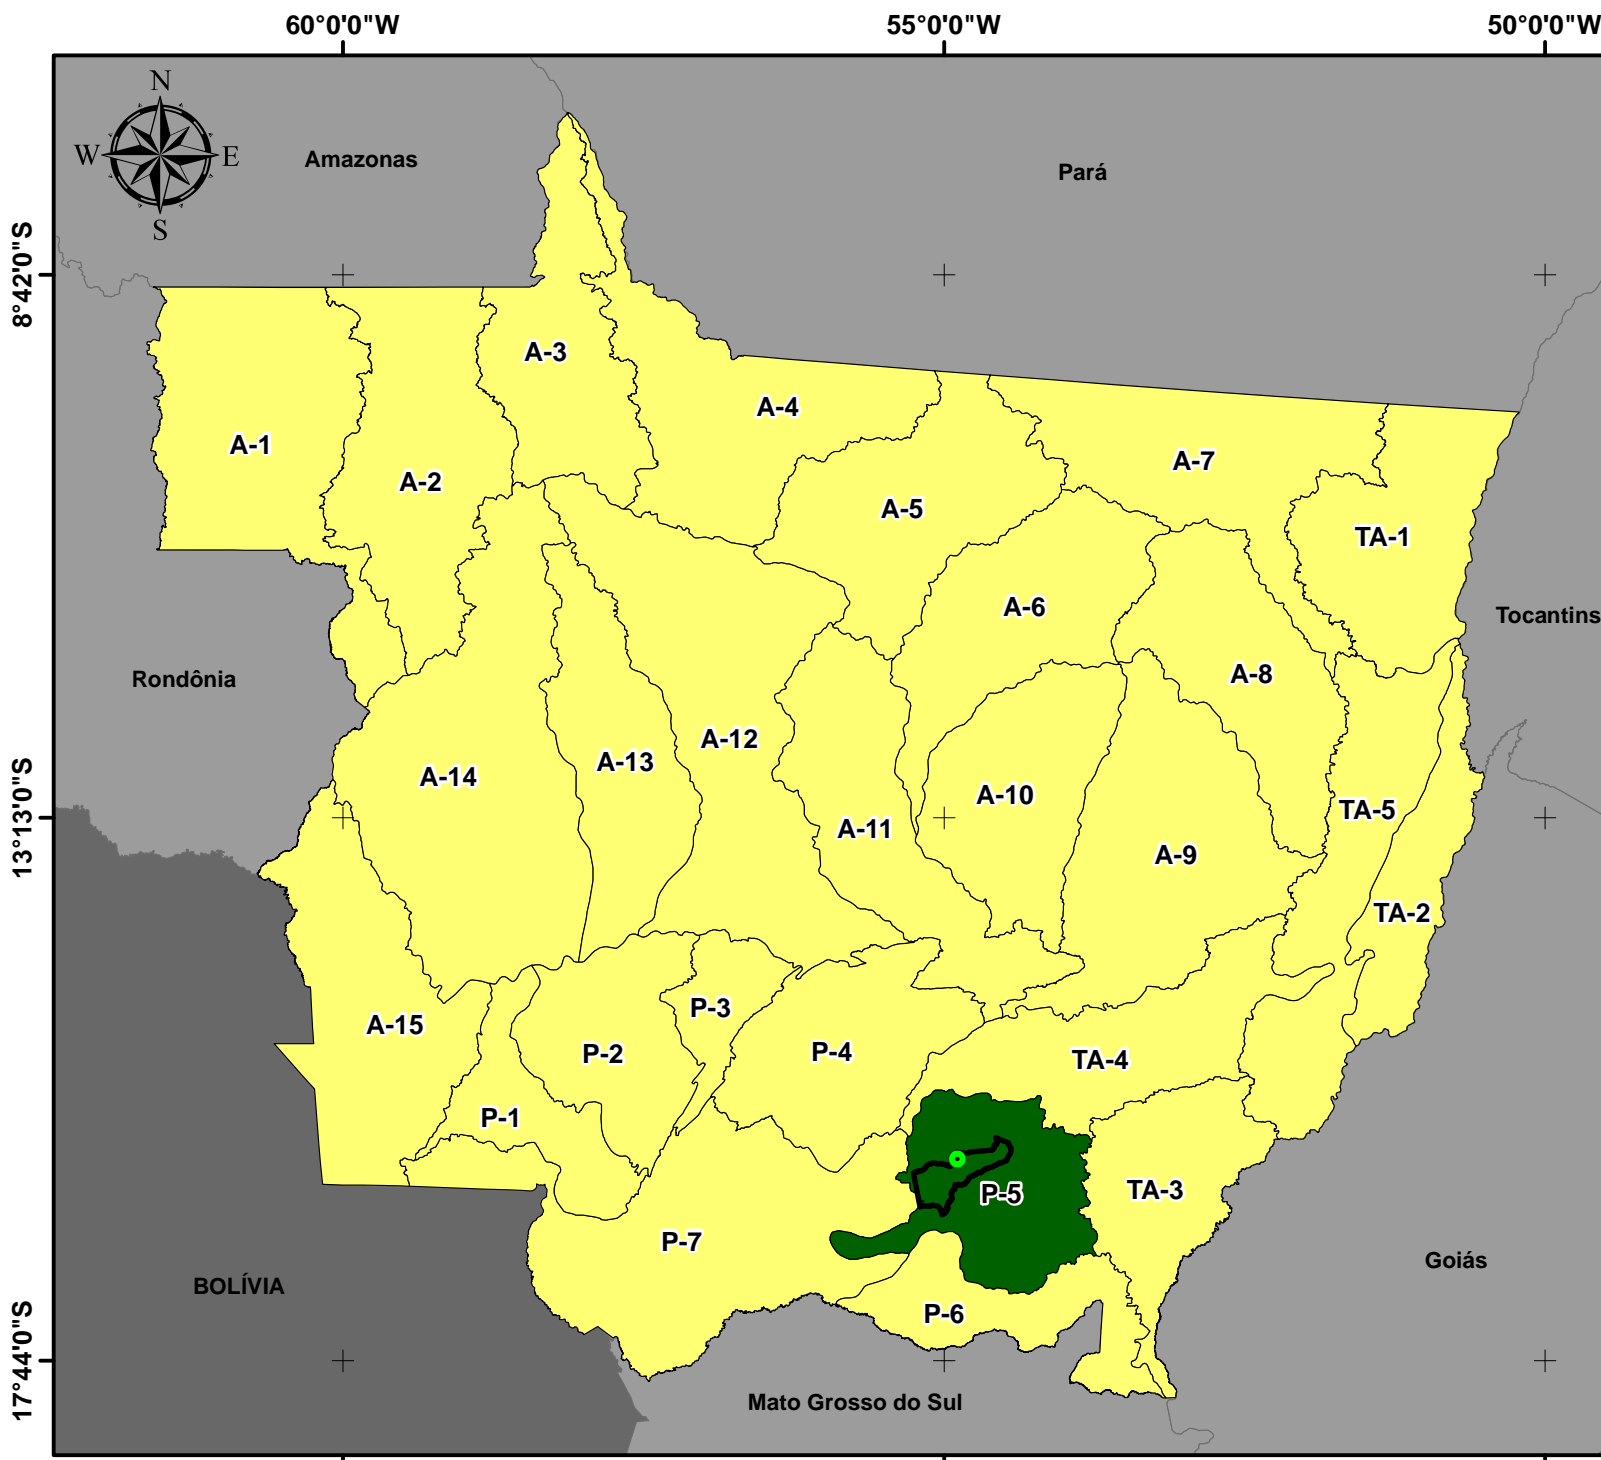 60°0'0"W
55°0'0"W
50°0'0"W
N
W
E
S
Amazonas
Pará
8°42'0"S
A-3
A-4
A-1
A-7
A-2
A-5
TA-1
A-6
Tocantins
A-8
Rondônia
A-12
A-13
A-14
A-10
TA-5
13°13'0"S
A-11
A-9
TA-2
P-3
A-15
P-2
P-4
TA-4
P-1
TA-3
P-5
P-7
Goiás
BOLÍVIA
P-6
17°44'0"S
Mato Grosso do Sul